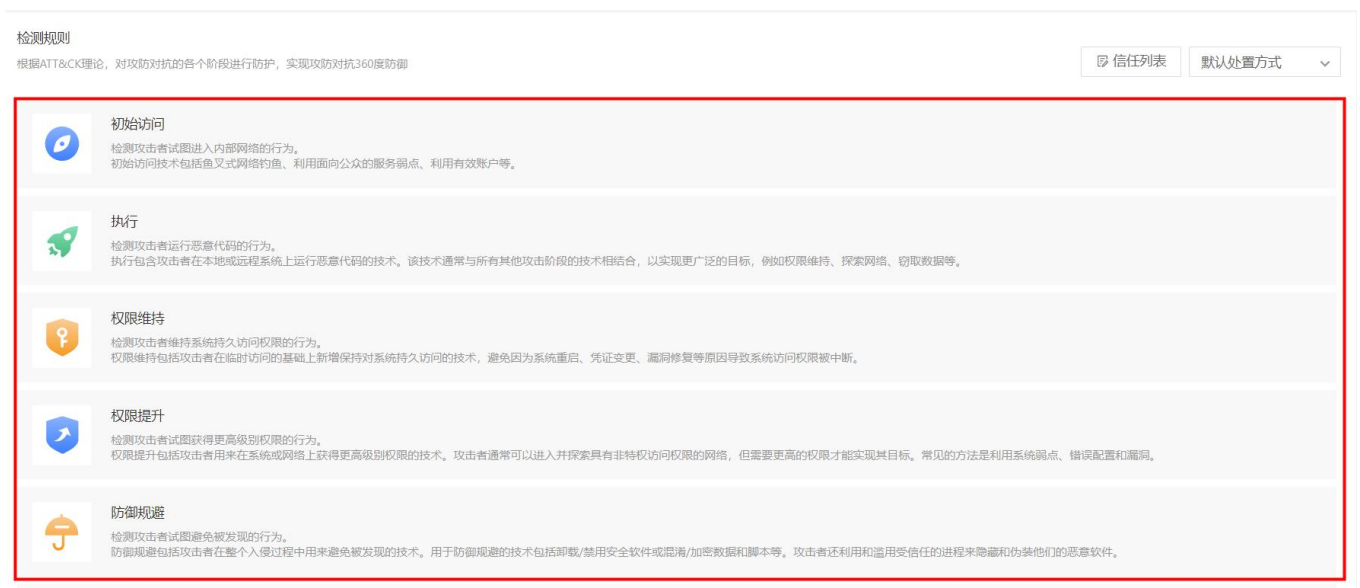 检测规则
根据ATT&CK理论，对攻防对抗的各个阶段进行防护，实现攻防对抗360度防御
信任列表
默认处置方式
初始访问
检测攻击者试图进入内部网络的行为。
初始访问技术包括鱼叉式网络钓鱼、利用面向公众的服务弱点、利用有效账户等。
执行
检测攻击者运行恶意代码的行为。
执行包含攻击者在本地或远程系统上运行恶意代码的技术。该技术通常与所有其他攻击阶段的技术相结合，以实现更广泛的目标，例如权限维持、探索网络、窃取数据等。
权限维持
检测攻击者维持系统持久访问权限的行为。
权限维持包括攻击者在临时访问的基础上新增保持对系统持久访问的技术，避免因为系统重启、凭证变更、漏洞修复等原因导致系统访问权限被中断。
权限提升
检测攻击者试图获得更高级别权限的行为。
权限提升包括攻击者用来在系统或网络上获得更高级别权限的技术。攻击者通常可以进入并探索具有非特权访问权限的网络，但需要更高的权限才能实现其目标。常见的方法是利用系统弱点、错误配置和漏洞。
防御规避
检测攻击者试图避免被发现的行为。
防御规避包括攻击者在整个入侵过程中用来避免被发现的技术。用于防御规避的技术包括卸载/禁用安全软件或混淆/加密数据和脚本等。攻击者还利用和滥用受信任的进程来隐藏和伪装他们的恶意软件。